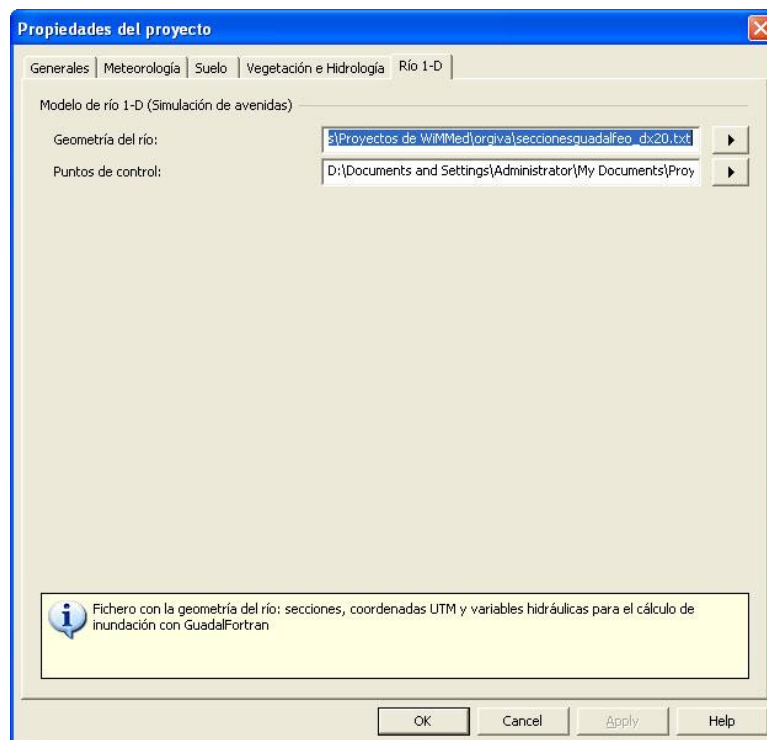 Propiedades del proyecto
Generales Meteorología Suelo Vegetación e Hidrología Río 1-D
Modelo de río 1-D (Simulación de avenidas)
Geometría del río: s\Proyectos de WiMMed\orgiva\seccionesguadalfeo_dx20.txt
Puntos de control: D:\Documents and Settings\Administrator\My Documents\Proy
Fichero con la geometría del río: secciones, coordenadas UTM y variables hidráulicas para el cálculo de
inundación con GuadalFortran
OK Cancel Apply Help